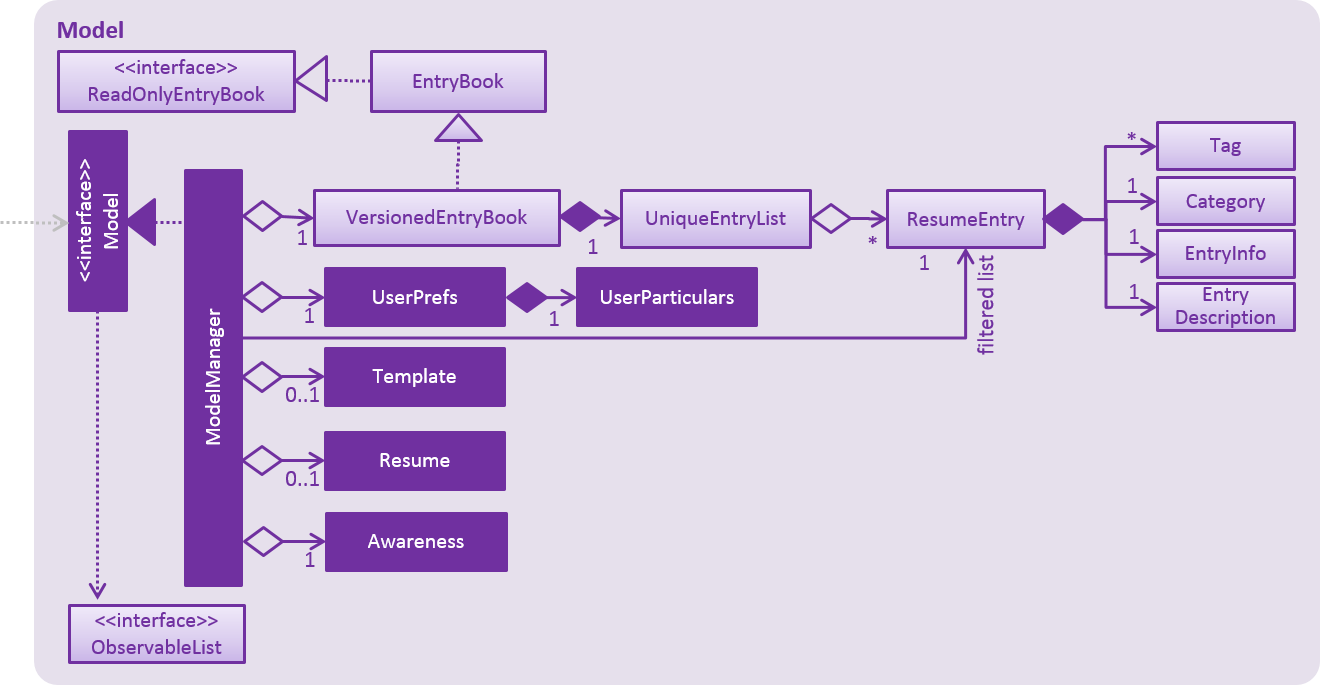 Model
<<interface>>
ReadOnlyEntryBook
EntryBook
<<interface>>
Model
ModelManager
VersionedEntryBook
1
UniqueEntryList
1
ResumeEntry
*
1
filtered list
*
Tag
1
Category
1
EntryInfo
1
Entry
Description
UserPrefs
1
UserParticulars
1
Template
0..1
Resume
0..1
Awareness
1
<<interface>>
ObservableList